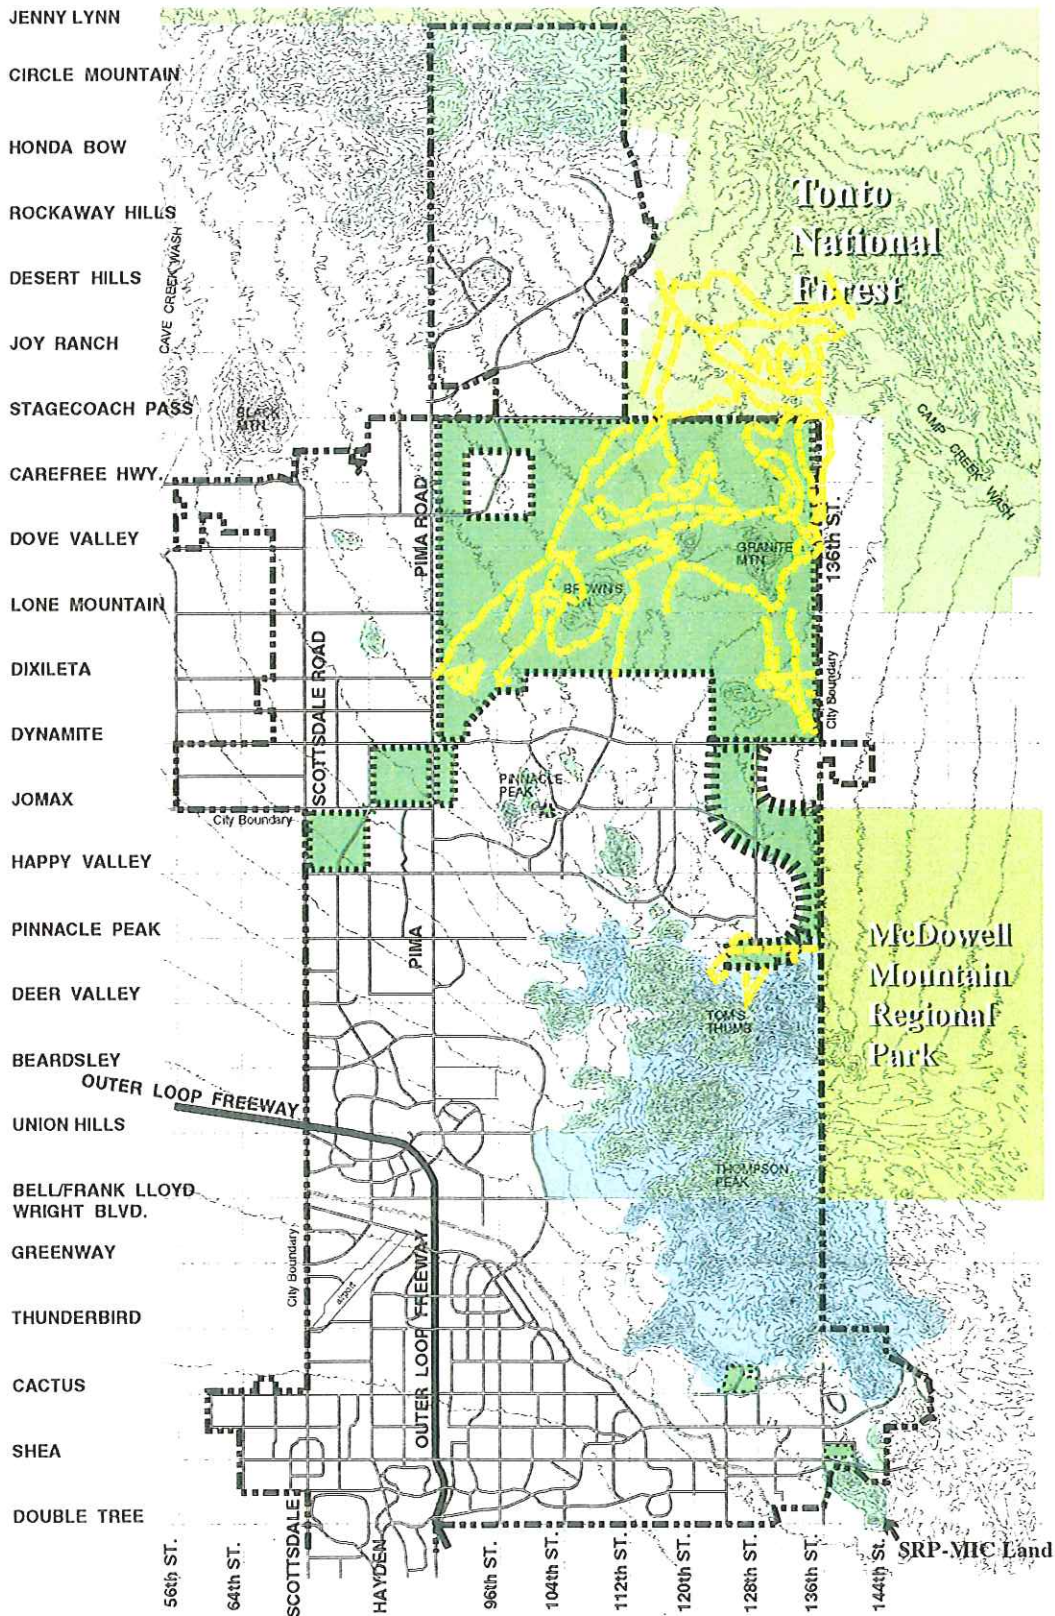 JENNY LYNN
CIRCLE MOUNTAIN
HONDA BOW
ROCKAWAY HILLS
DESERT HILLS
JOY RANCH
STAGECOACH PASS
CAREFREE HWY.
DOVE VALLEY
LONE MOUNTAIN
DIXILETA
DYNAMITE
JOMAX
HAPPY VALLEY
PINNACLE PEAK
DEER VALLEY
BEARDSLEY
OUTER LOOP FREEWAY
UNION HILLS
BELL/FRANK LLOYD
WRIGHT BLVD.
GREENWAY
THUNDERBIRD
CACTUS
SHEA
DOUBLE TREE
CAVE CREEK WASH
BLACK
MTN.
Tonto
National
Forest
CAMP CREEK WASH
PIMA ROAD
136th ST.
GRANITE
MTN.
BROWN'S
City Boundary
SCOTTSDALE ROAD
City Boundary
PINNACLE
PEAK
PIMA
McDowell
Mountain
Regional
Park
TOM'S
THUMB
THOMPSON
PEAK
City Boundary
airport
OUTER LOOP FREEWAY
SRP-MIC Land
56th ST.
64th ST.
SCOTTSDALE
HAYDEN
96th ST.
104th ST.
112th ST.
120th ST.
128th ST.
136th ST.
144th St.